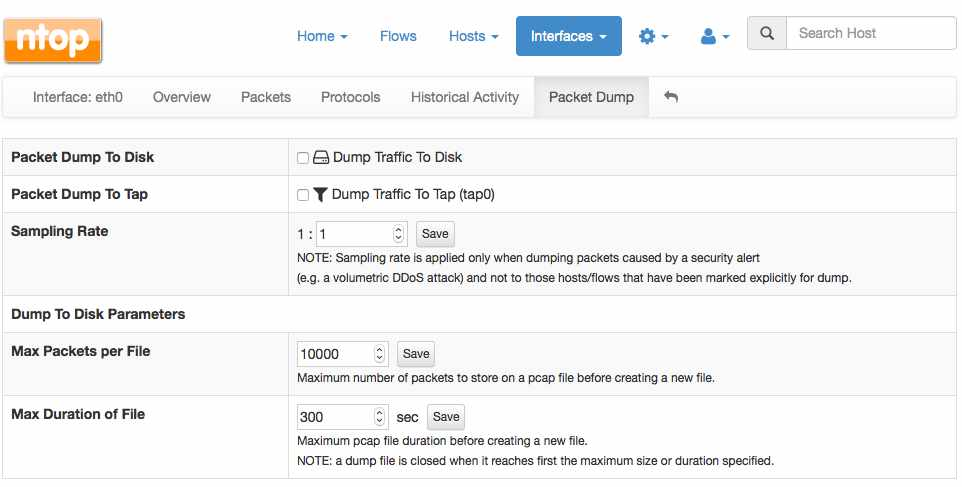 ntop
Home Flows Hosts Interfaces Search Host
Interface: eth0 Overview Packets Protocols Historical Activity Packet Dump
Packet Dump To Disk Dump Traffic To Disk
Packet Dump To Tap Dump Traffic To Tap (tap0)
Sampling Rate 1 : 1 Save
NOTE: Sampling rate is applied only when dumping packets caused by a security alert
(e.g. a volumetric DDoS attack) and not to those hosts/flows that have been marked explicitly for dump.
Dump To Disk Parameters
Max Packets per File 10000 Save
Maximum number of packets to store on a pcap file before creating a new file.
Max Duration of File 300 sec Save
Maximum pcap file duration before creating a new file.
NOTE: a dump file is closed when it reaches first the maximum size or duration specified.